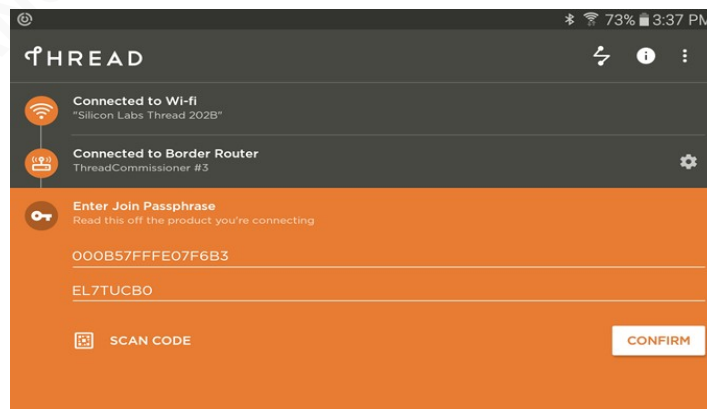 73% 3:37 PM
THREAD
Connected to Wi-fi
"Silicon Labs Thread 202B"
Connected to Border Router
ThreadCommissioner #3
Enter Join Passphrase
Read this off the product you're connecting
000B57FFFE07F6B3
EL7TUCB0
SCAN CODE
CONFIRM